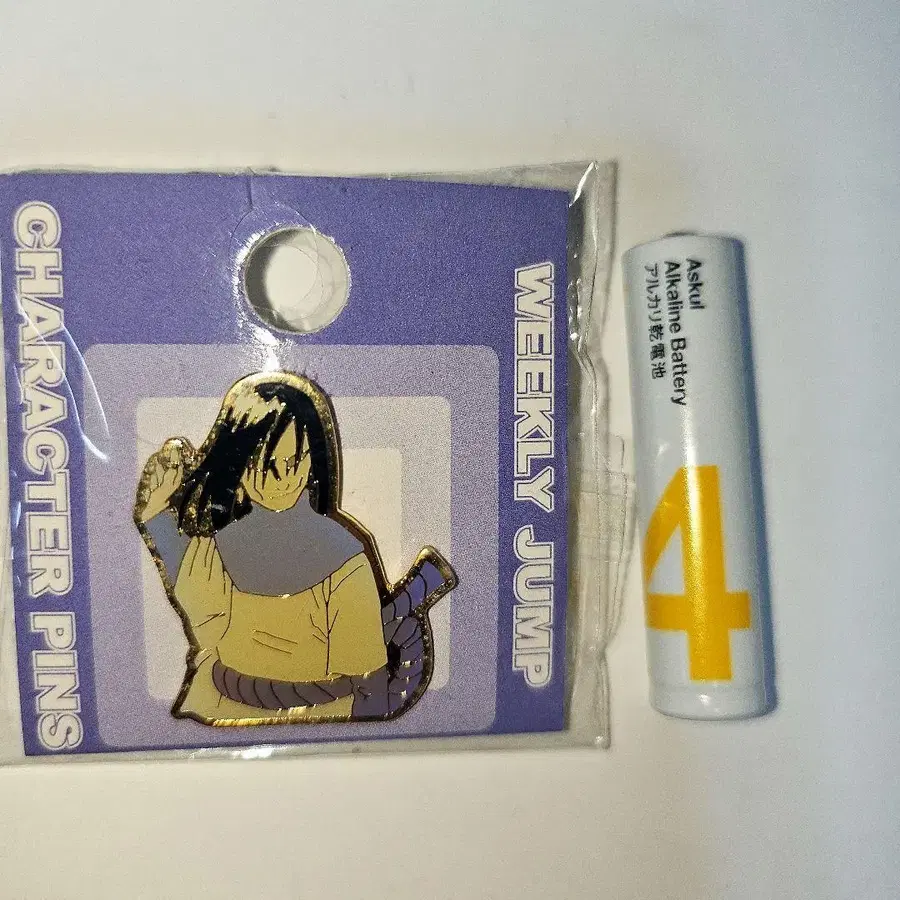 CHARACTER PINS
WEEKLY JUMP
Askul
Alkaline Battery
アルカリ乾電池
4